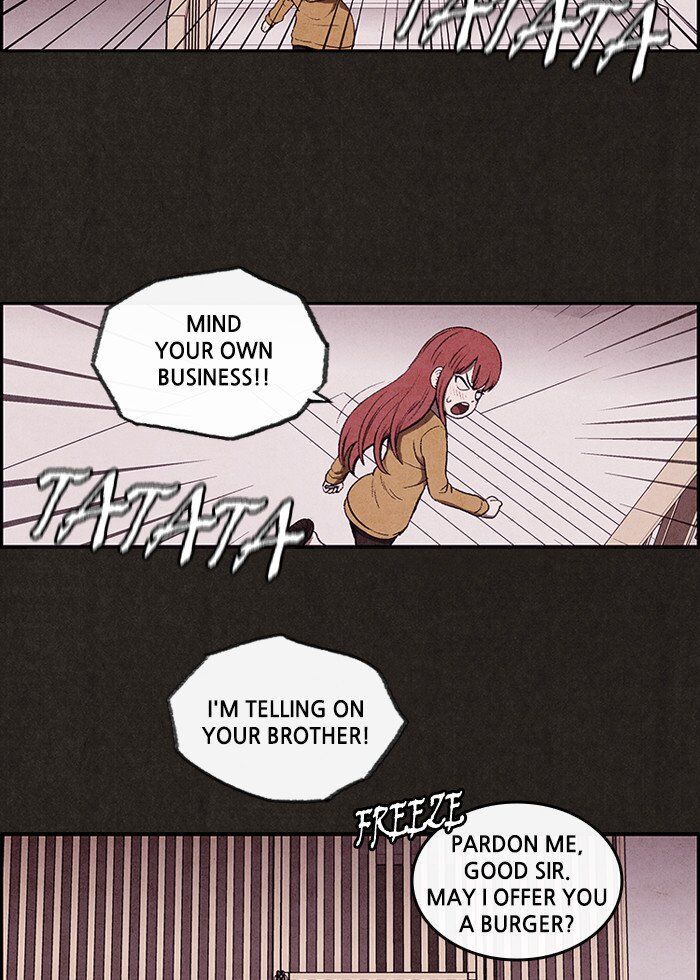 TATATA
MIND
YOUR OWN
BUSINESS!!
TATATA
I'M TELLING ON
YOUR BROTHER!
FREEZE
PARDON ME,
GOOD SIR.
MAY I OFFER YOU
A BURGER?